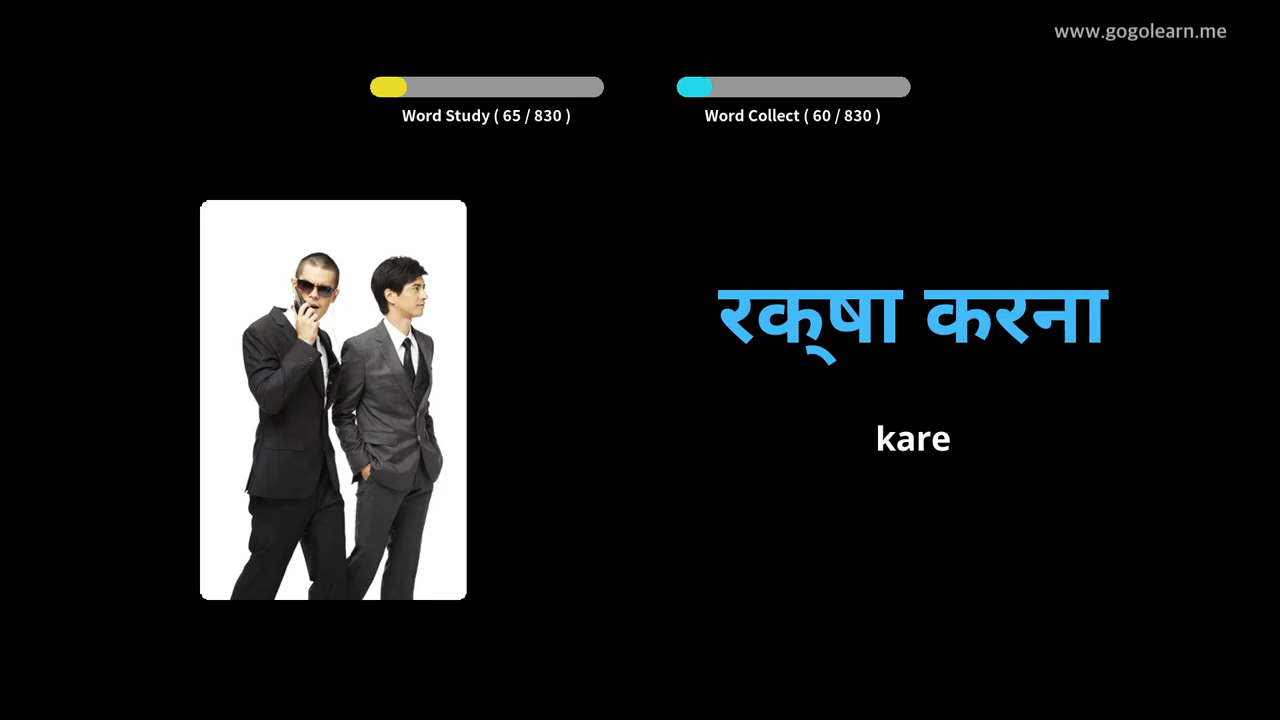 www.gogolearn.me
Word Study ( 65 / 830 )
Word Collect ( 60 / 830 )
रक्षा करना
kare